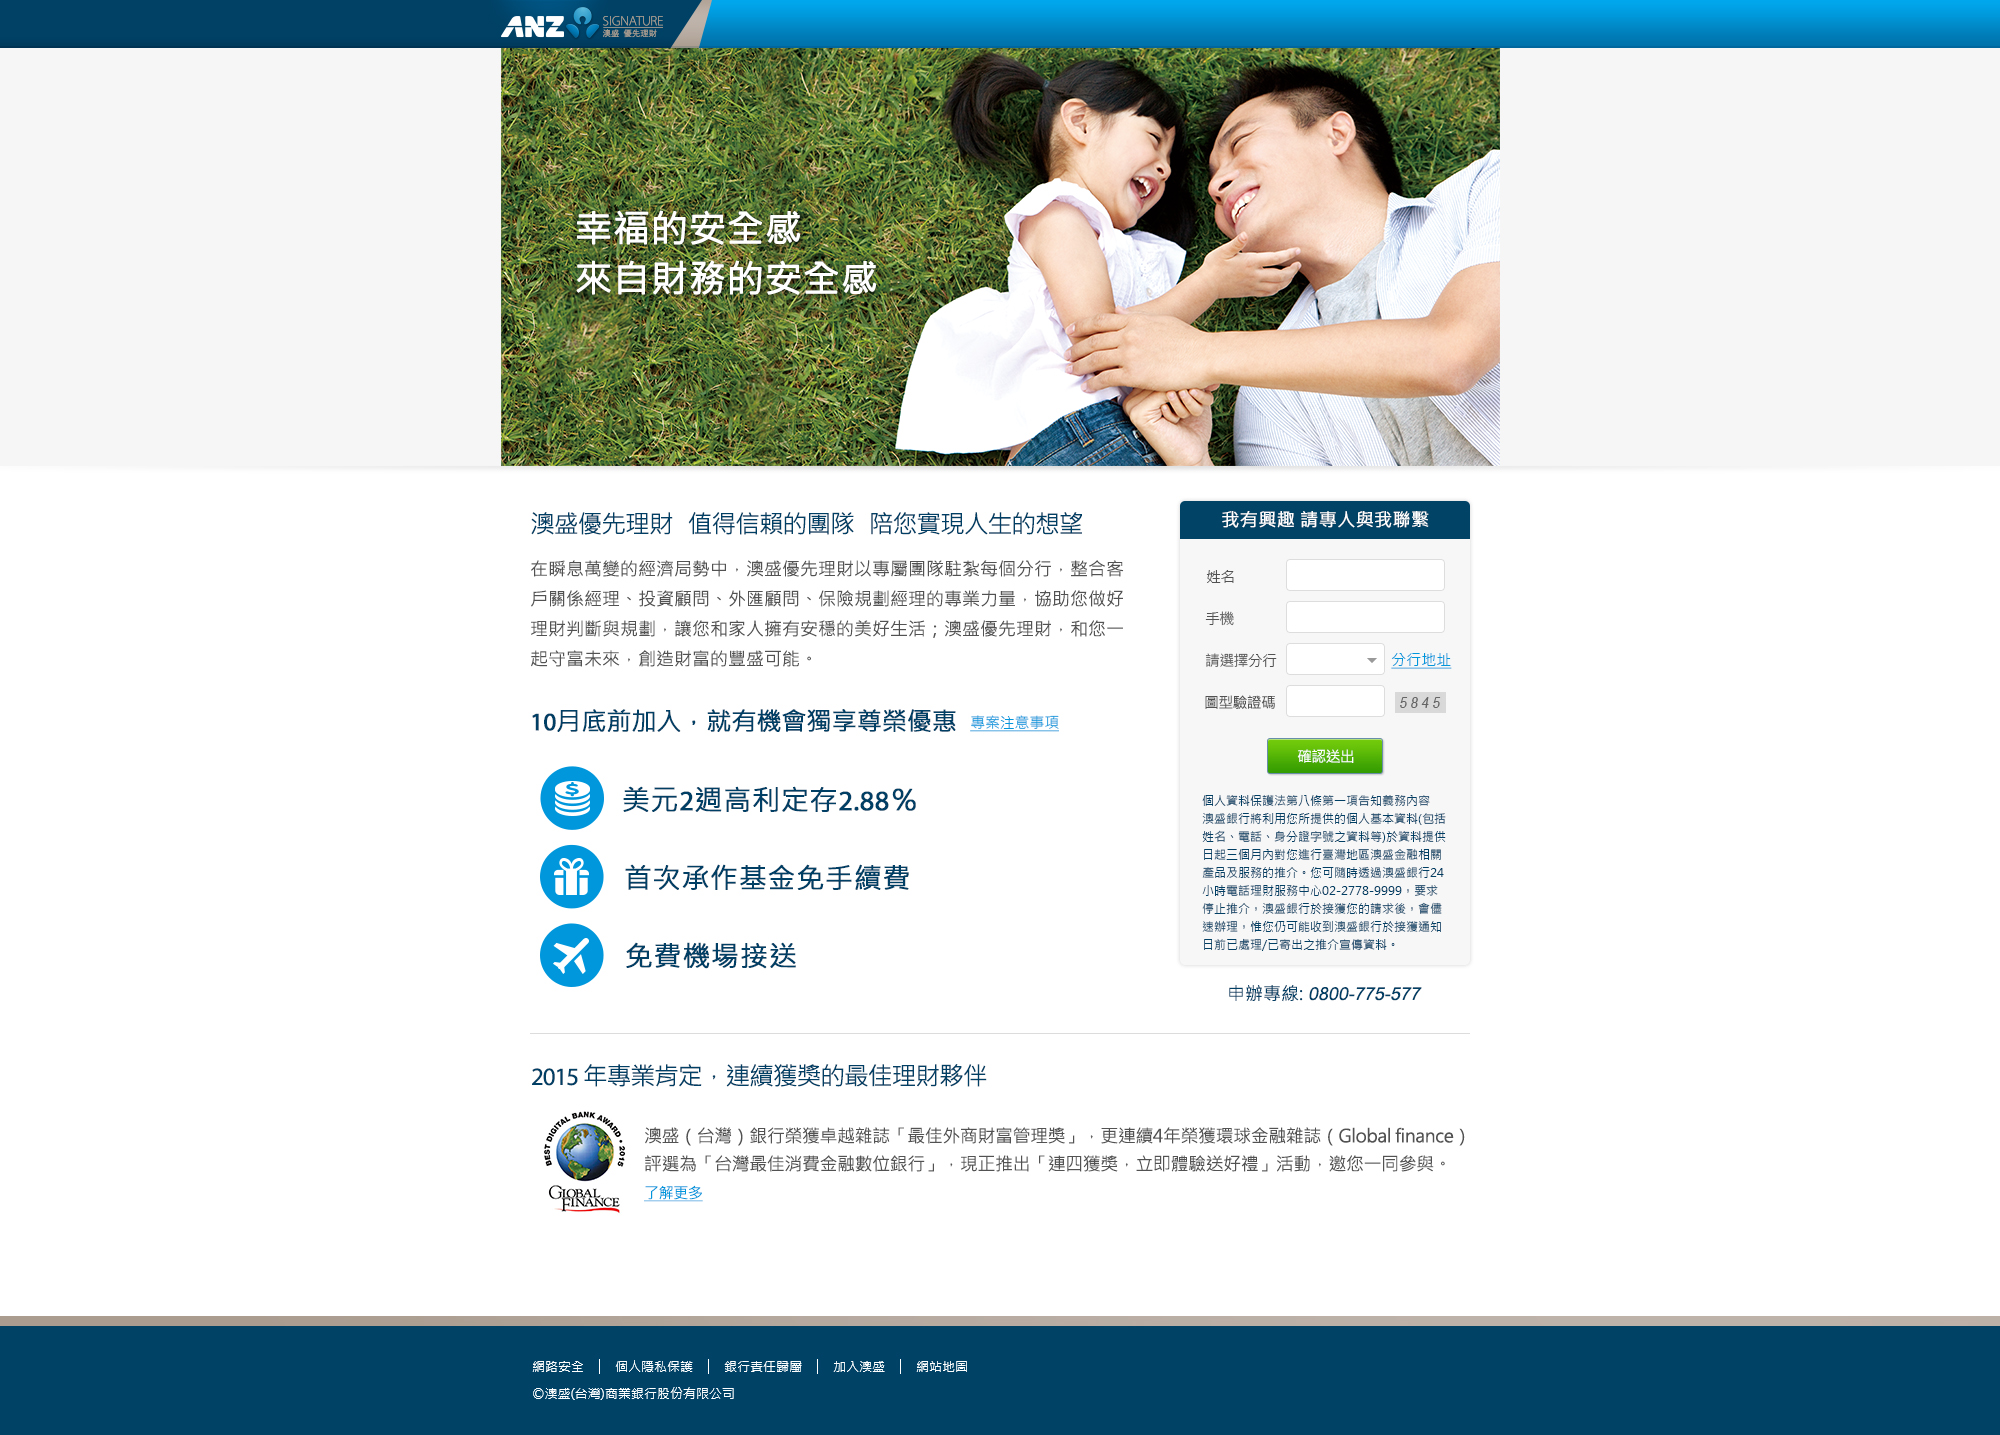 ANZ SIGNATURE
澳盛 優先理財
幸福的安全感
來自財務的安全感
澳盛優先理財 值得信賴的團隊 陪您實現人生的想望
在瞬息萬變的經濟局勢中，澳盛優先理財以專屬團隊駐紮每個分行，整合客
戶關係經理、投資顧問、外匯顧問、保險規劃經理的專業力量，協助您做好
理財判斷與規劃，讓您和家人擁有安穩的美好生活；澳盛優先理財，和您一
起守富未來，創造財富的豐盛可能。
10月底前加入，就有機會獨享尊榮優惠 專案注意事項
美元2週高利定存2.88%
首次承作基金免手續費
免費機場接送
我有興趣 請專人與我聯繫
姓名
手機
請選擇分行 分行地址
圖型驗證碼 5845
確認送出
個人資料保護法第八條第一項告知義務內容
澳盛銀行將利用您所提供的個人基本資料(包括
姓名、電話、身分證字號之資料等)於資料提供
日起三個月內對您進行臺灣地區澳盛金融相關
產品及服務的推介。您可隨時透過澳盛銀行24
小時電話理財服務中心02-2778-9999，要求
停止推介，澳盛銀行於接獲您的請求後，會儘
速辦理，惟您仍可能收到澳盛銀行於接獲通知
日前已處理/已寄出之推介宣傳資料。
申辦專線: 0800-775-577
2015 年專業肯定，連續獲獎的最佳理財夥伴
BEST DIGITAL BANK AWARD • 2015
GLOBAL
FINANCE
澳盛（台灣）銀行榮獲卓越雜誌「最佳外商財富管理獎」，更連續4年榮獲環球金融雜誌（Global finance）
評選為「台灣最佳消費金融數位銀行」，現正推出「連四獲獎，立即體驗送好禮」活動，邀您一同參與。
了解更多
網路安全 | 個人隱私保護 | 銀行責任歸屬 | 加入澳盛 | 網站地圖
©澳盛(台灣)商業銀行股份有限公司